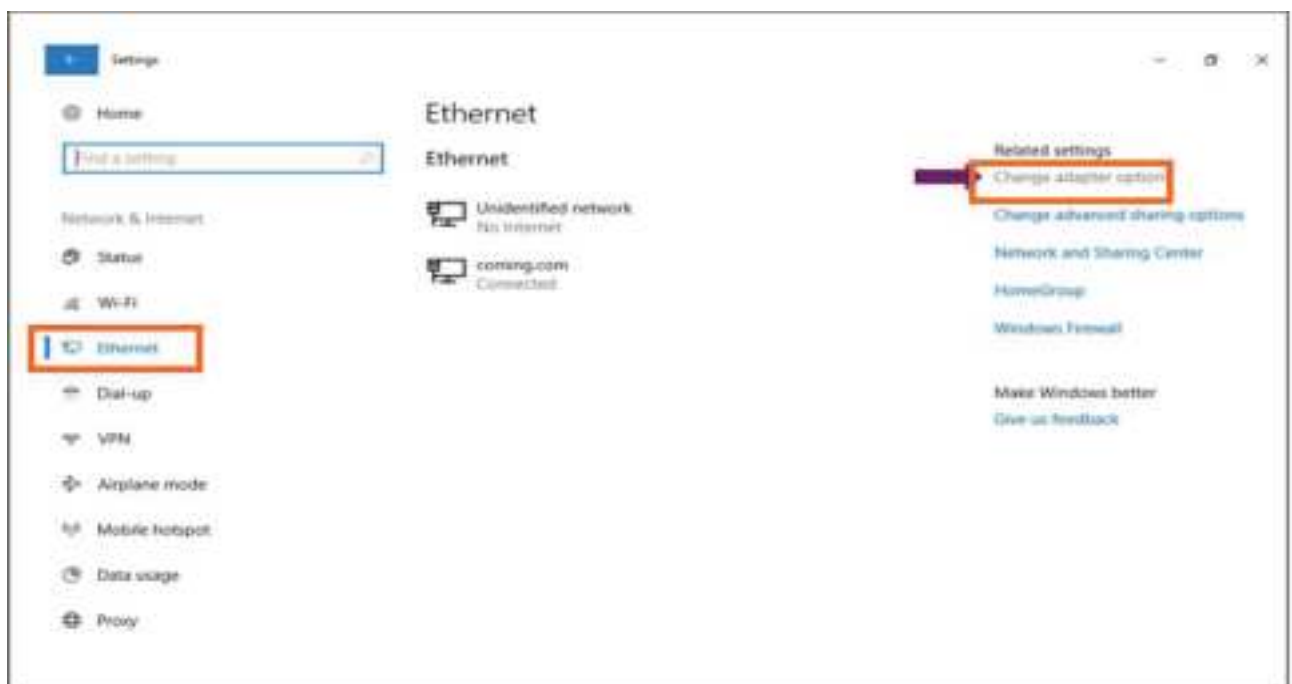 Settings
Home
Find a setting
Network & Internet
Status
Wi-Fi
Ethernet
Dial-up
VPN
Airplane mode
Mobile hotspot
Data usage
Proxy
Ethernet
Ethernet
Unidentified network
No Internet
corning.com
Connected
Related settings
Change adapter option
Change advanced sharing options
Network and Sharing Center
HomeGroup
Windows Firewall
Make Windows better
Give us feedback